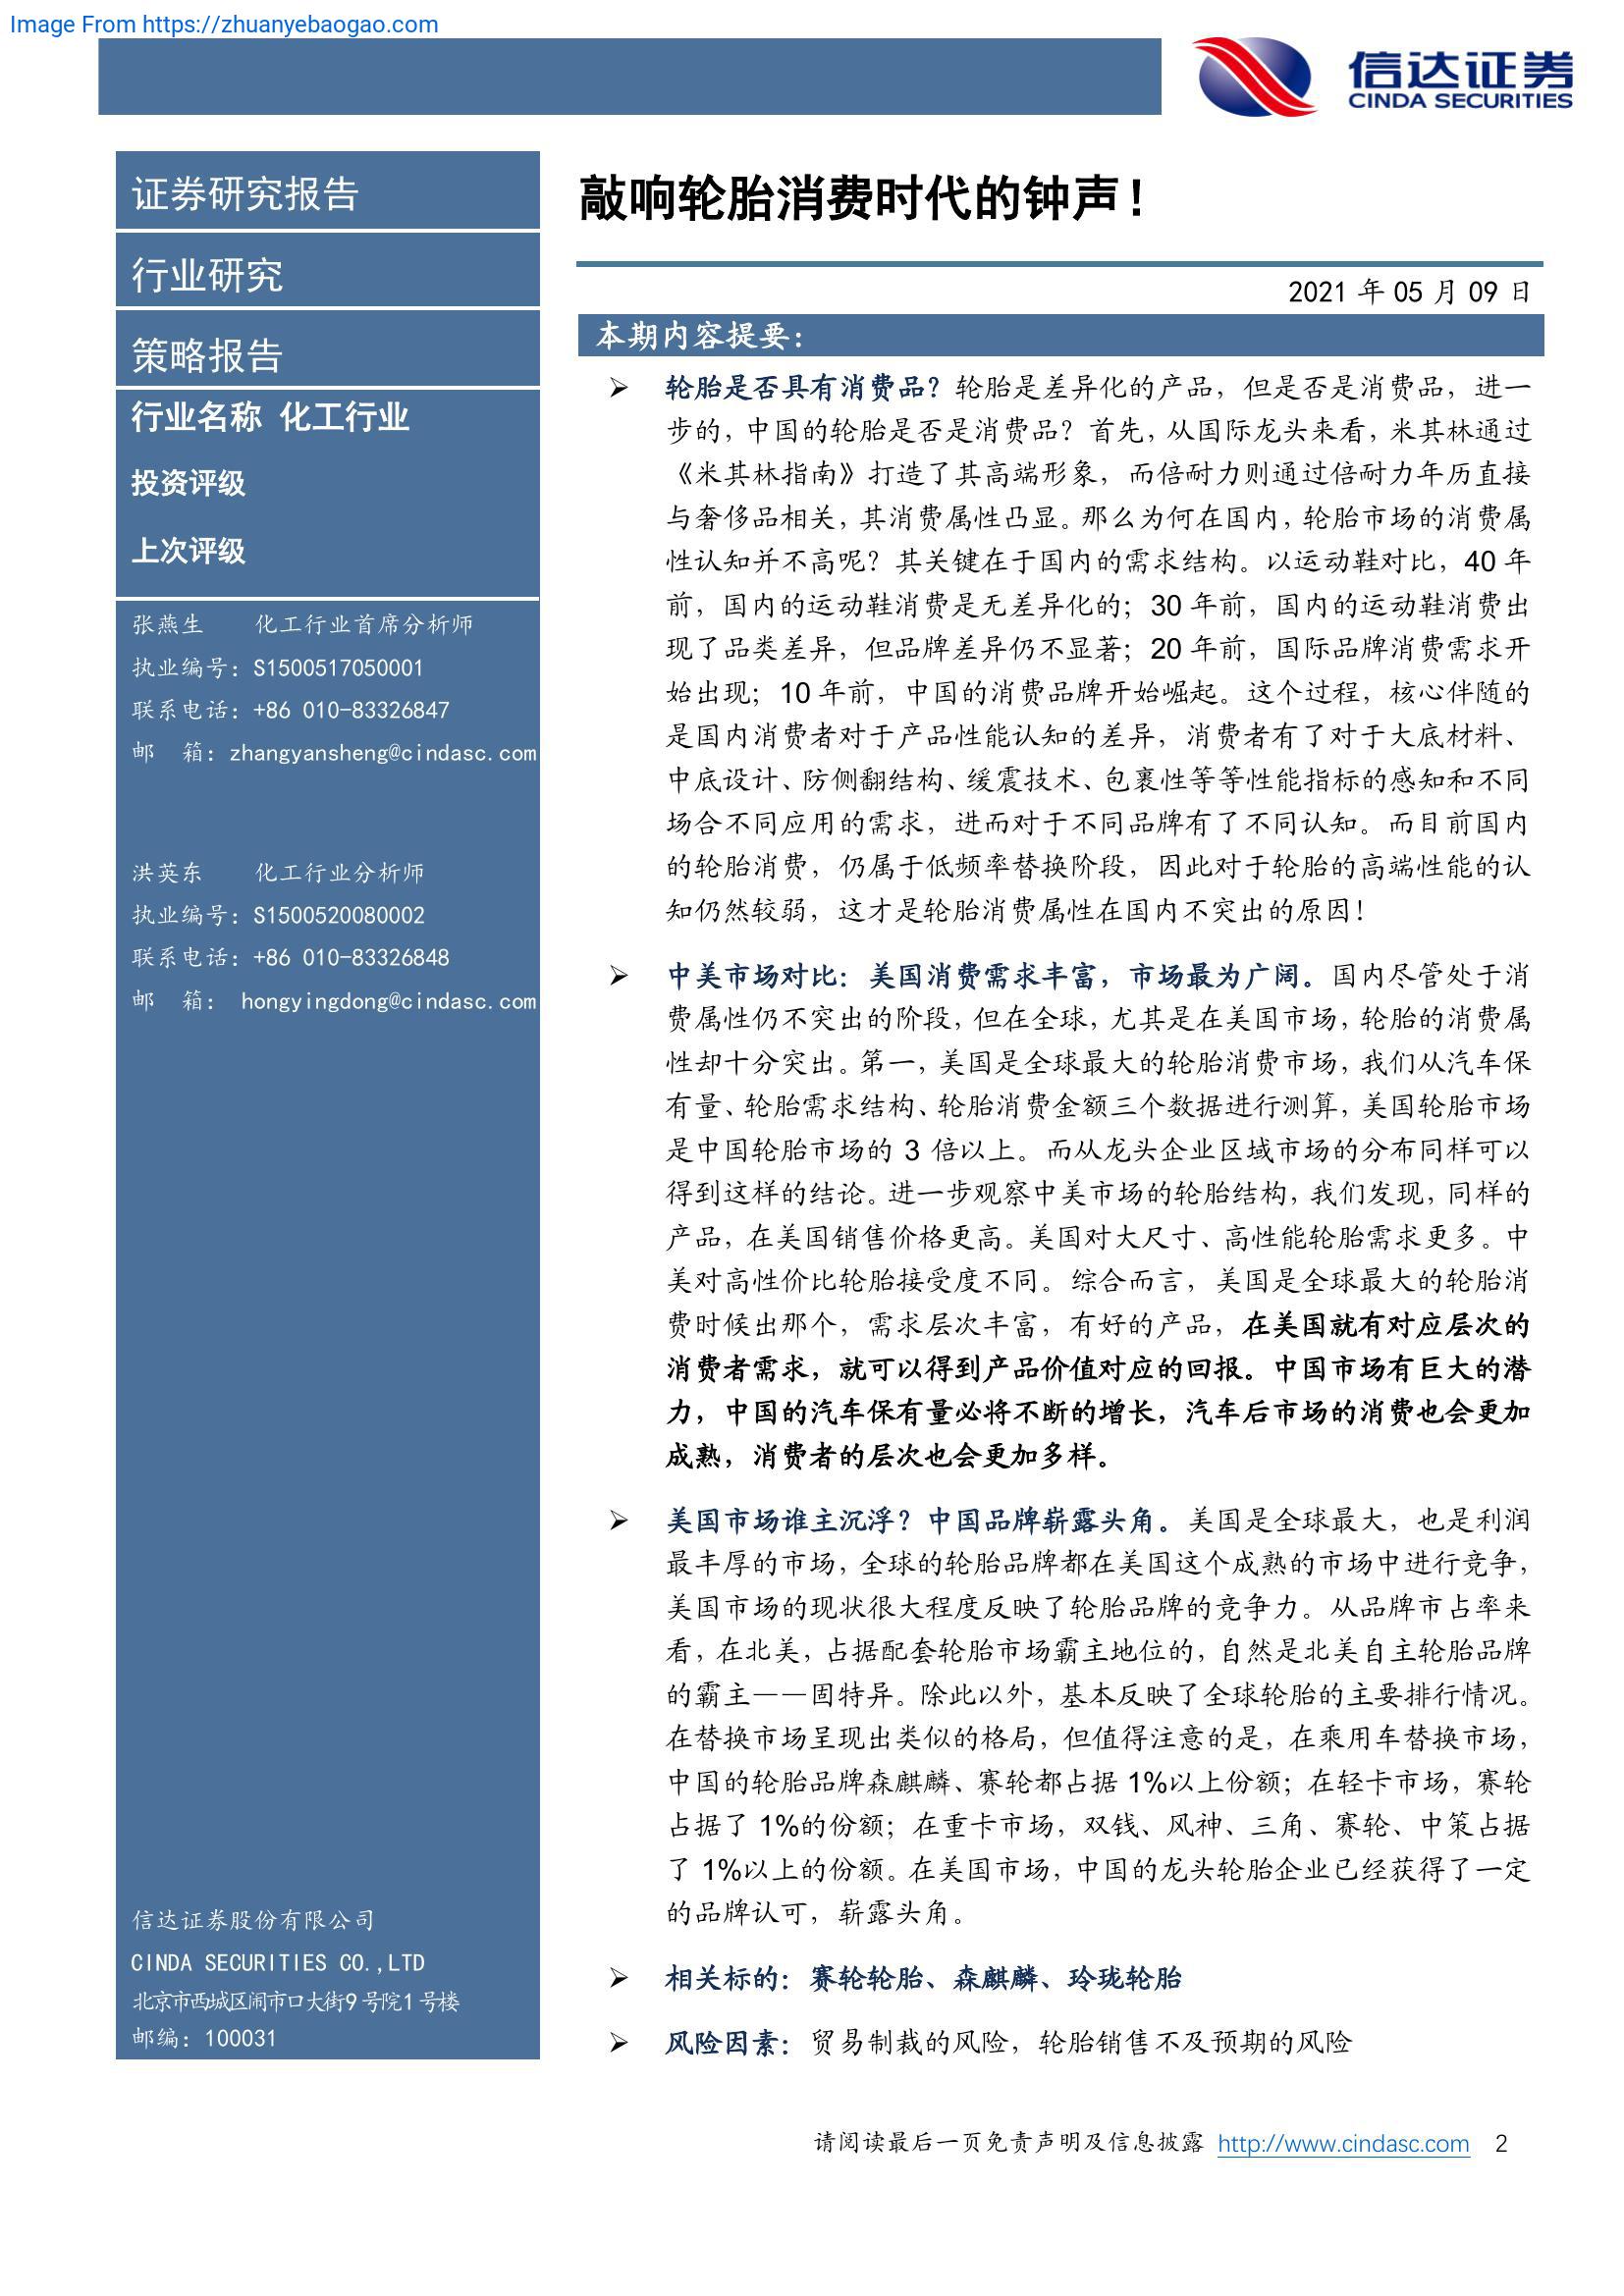 Image From https://zhuanyebaogao.com
信达证券
CINDA SECURITIES
证券研究报告
行业研究
策略报告
行业名称 化工行业
投资评级
上次评级
张燕生 化工行业首席分析师
执业编号：S1500517050001
联系电话：+86 010-83326847
邮 箱：zhangyansheng@cindasc.com
洪英东 化工行业分析师
执业编号：S1500520080002
联系电话：+86 010-83326848
邮 箱： hongyingdong@cindasc.com
信达证券股份有限公司
CINDA SECURITIES CO.,LTD
北京市西城区闹市口大街9号院1号楼
邮编：100031
敲响轮胎消费时代的钟声！
2021 年 05 月 09 日
本期内容提要：
➢ 轮胎是否具有消费品？轮胎是差异化的产品，但是否是消费品，进一
步的，中国的轮胎是否是消费品？首先，从国际龙头来看，米其林通过
《米其林指南》打造了其高端形象，而倍耐力则通过倍耐力年历直接
与奢侈品相关，其消费属性凸显。那么为何在国内，轮胎市场的消费属
性认知并不高呢？其关键在于国内的需求结构。以运动鞋对比，40 年
前，国内的运动鞋消费是无差异化的；30 年前，国内的运动鞋消费出
现了品类差异，但品牌差异仍不显著；20 年前，国际品牌消费需求开
始出现；10 年前，中国的消费品牌开始崛起。这个过程，核心伴随的
是国内消费者对于产品性能认知的差异，消费者有了对于大底材料、
中底设计、防侧翻结构、缓震技术、包裹性等等性能指标的感知和不同
场合不同应用的需求，进而对于不同品牌有了不同认知。而目前国内
的轮胎消费，仍属于低频率替换阶段，因此对于轮胎的高端性能的认
知仍然较弱，这才是轮胎消费属性在国内不突出的原因！
➢ 中美市场对比：美国消费需求丰富，市场最为广阔。国内尽管处于消
费属性仍不突出的阶段，但在全球，尤其是在美国市场，轮胎的消费属
性却十分突出。第一，美国是全球最大的轮胎消费市场，我们从汽车保
有量、轮胎需求结构、轮胎消费金额三个数据进行测算，美国轮胎市场
是中国轮胎市场的 3 倍以上。而从龙头企业区域市场的分布同样可以
得到这样的结论。进一步观察中美市场的轮胎结构，我们发现，同样的
产品，在美国销售价格更高。美国对大尺寸、高性能轮胎需求更多。中
美对高性价比轮胎接受度不同。综合而言，美国是全球最大的轮胎消
费时候出那个，需求层次丰富，有好的产品，在美国就有对应层次的
消费者需求，就可以得到产品价值对应的回报。中国市场有巨大的潜
力，中国的汽车保有量必将不断的增长，汽车后市场的消费也会更加
成熟，消费者的层次也会更加多样。
➢ 美国市场谁主沉浮？中国品牌崭露头角。美国是全球最大，也是利润
最丰厚的市场，全球的轮胎品牌都在美国这个成熟的市场中进行竞争，
美国市场的现状很大程度反映了轮胎品牌的竞争力。从品牌市占率来
看，在北美，占据配套轮胎市场霸主地位的，自然是北美自主轮胎品牌
的霸主——固特异。除此以外，基本反映了全球轮胎的主要排行情况。
在替换市场呈现出类似的格局，但值得注意的是，在乘用车替换市场，
中国的轮胎品牌森麒麟、赛轮都占据 1%以上份额；在轻卡市场，赛轮
占据了 1%的份额；在重卡市场，双钱、风神、三角、赛轮、中策占据
了 1%以上的份额。在美国市场，中国的龙头轮胎企业已经获得了一定
的品牌认可，崭露头角。
➢ 相关标的：赛轮轮胎、森麒麟、玲珑轮胎
➢ 风险因素：贸易制裁的风险，轮胎销售不及预期的风险
请阅读最后一页免责声明及信息披露 http://www.cindasc.com 2